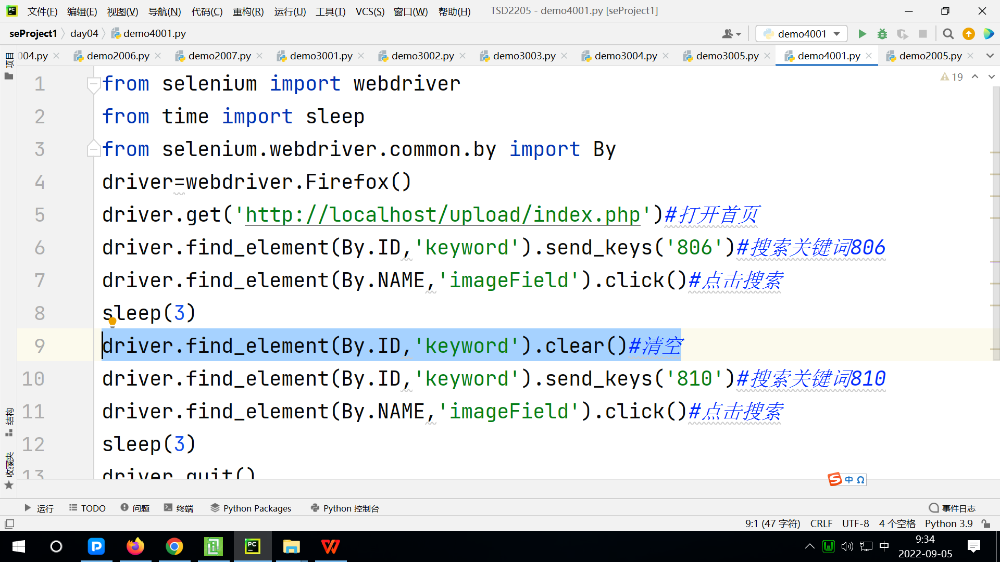 文件(F) 编辑(E) 视图(V) 导航(N) 代码(C) 重构(R) 运行(U) 工具(T) VCS(S) 窗口(W) 帮助(H) TSD2205 - demo4001.py [seProject1]
seProject1 day04 demo4001.py demo4001
004.py demo2006.py demo2007.py demo3001.py demo3002.py demo3003.py demo3004.py demo3005.py demo4001.py demo2005.py
项目
19
1 from selenium import webdriver
2 from time import sleep
3 from selenium.webdriver.common.by import By
4 driver=webdriver.Firefox()
5 driver.get('http://localhost/upload/index.php')#打开首页
6 driver.find_element(By.ID,'keyword').send_keys('806')#搜索关键词806
7 driver.find_element(By.NAME,'imageField').click()#点击搜索
8 sleep(3)
9 driver.find_element(By.ID,'keyword').clear()#清空
10 driver.find_element(By.ID,'keyword').send_keys('810')#搜索关键词810
11 driver.find_element(By.NAME,'imageField').click()#点击搜索
12 sleep(3)
13 driver.quit()
结构
收藏夹
中 Ω
运行 TODO 问题 终端 Python Packages Python 控制台 事件日志
9:1 (47 字符) CRLF UTF-8 4 个空格 Python 3.9
中 9:34
2022-09-05